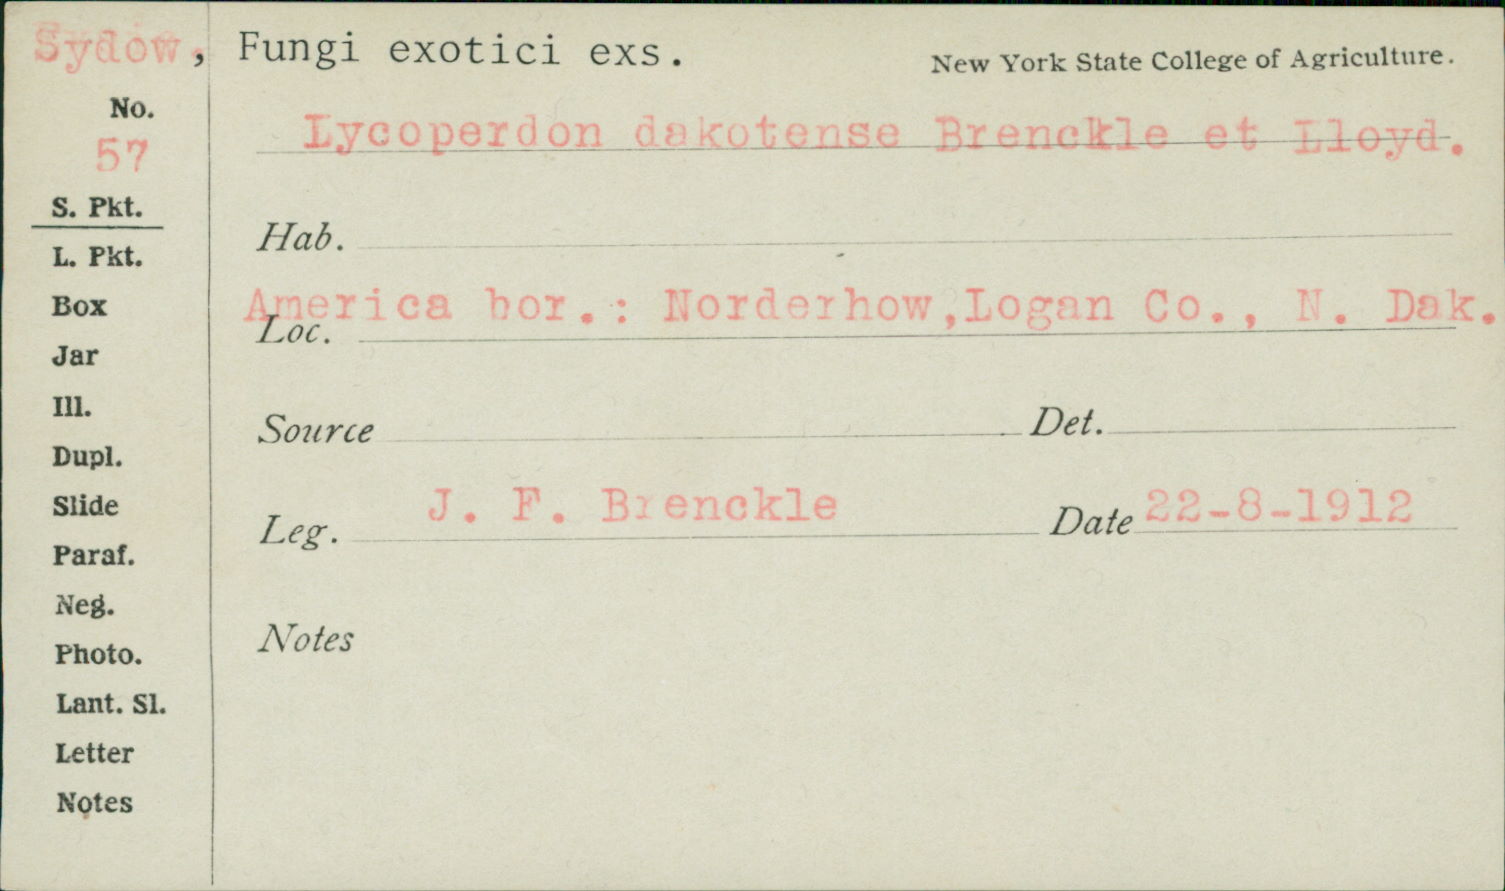 Sydow, Fungi exotici exs.
New York State College of Agriculture.
No.
57
Lycoperdon dakotense Brenckle et Lloyd.
S. Pkt.
L. Pkt.
Box
Jar
Ill.
Dupl.
Slide
Paraf.
Neg.
Photo.
Lant. Sl.
Letter
Notes
Hab.
America bor.: Norderhow,Logan Co., N. Dak.
Loc.
Source
Det.
Leg. J. F. Brenckle
Date 22-8-1912
Notes